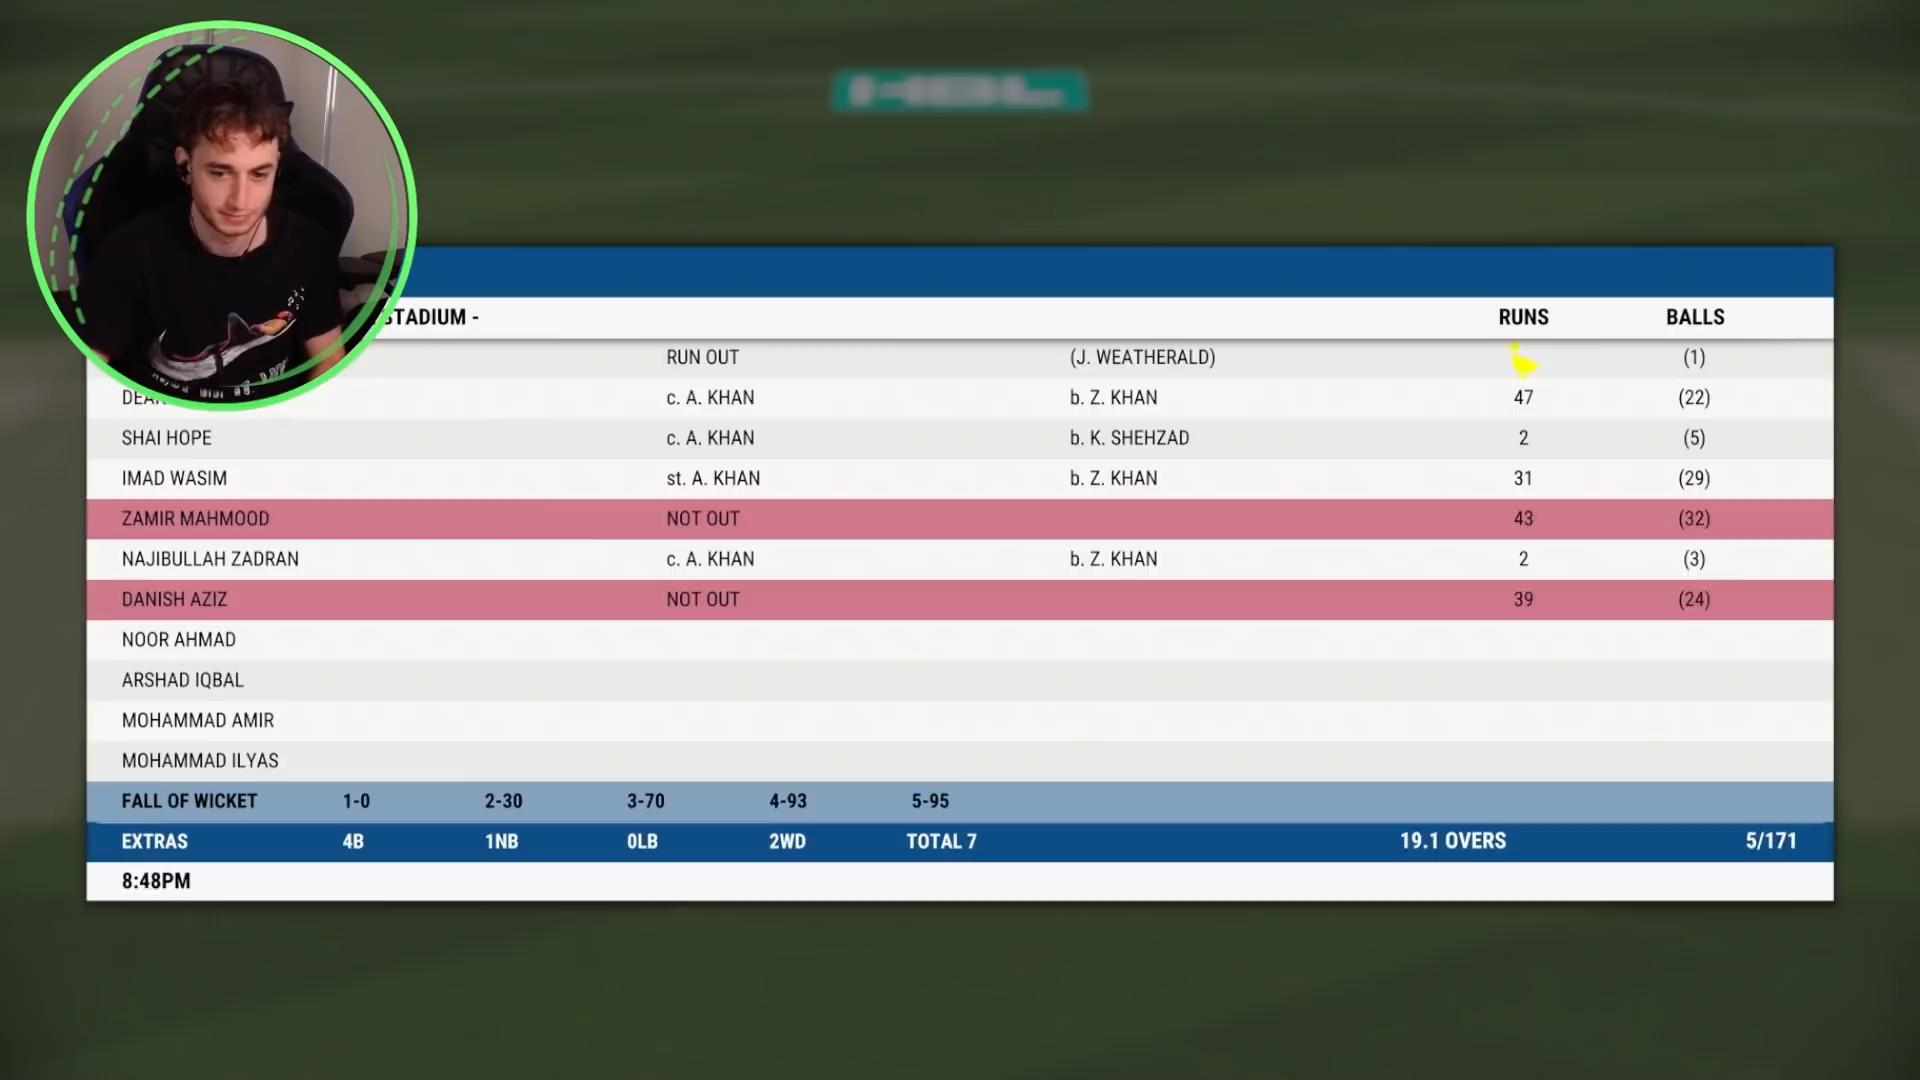 HBL
STADIUM - RUNS BALLS
RUN OUT (J. WEATHERALD) (1)
c. A. KHAN b. Z. KHAN 47 (22)
SHAI HOPE c. A. KHAN b. K. SHEHZAD 2 (5)
IMAD WASIM st. A. KHAN b. Z. KHAN 31 (29)
ZAMIR MAHMOOD NOT OUT 43 (32)
NAJIBULLAH ZADRAN c. A. KHAN b. Z. KHAN 2 (3)
DANISH AZIZ NOT OUT 39 (24)
NOOR AHMAD
ARSHAD IQBAL
MOHAMMAD AMIR
MOHAMMAD ILYAS
FALL OF WICKET 1-0 2-30 3-70 4-93 5-95
EXTRAS 4B 1NB 0LB 2WD TOTAL 7 19.1 OVERS 5/171
8:48PM